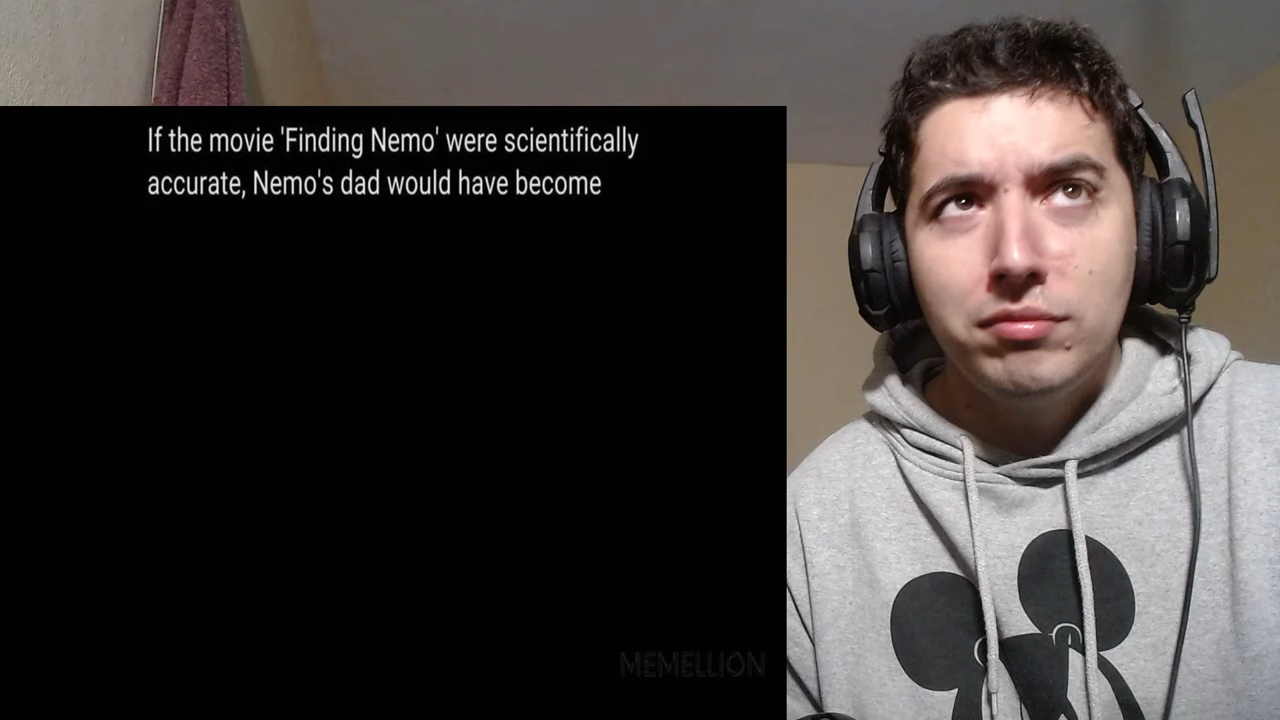 If the movie 'Finding Nemo' were scientifically
accurate, Nemo's dad would have become
MEMELLION